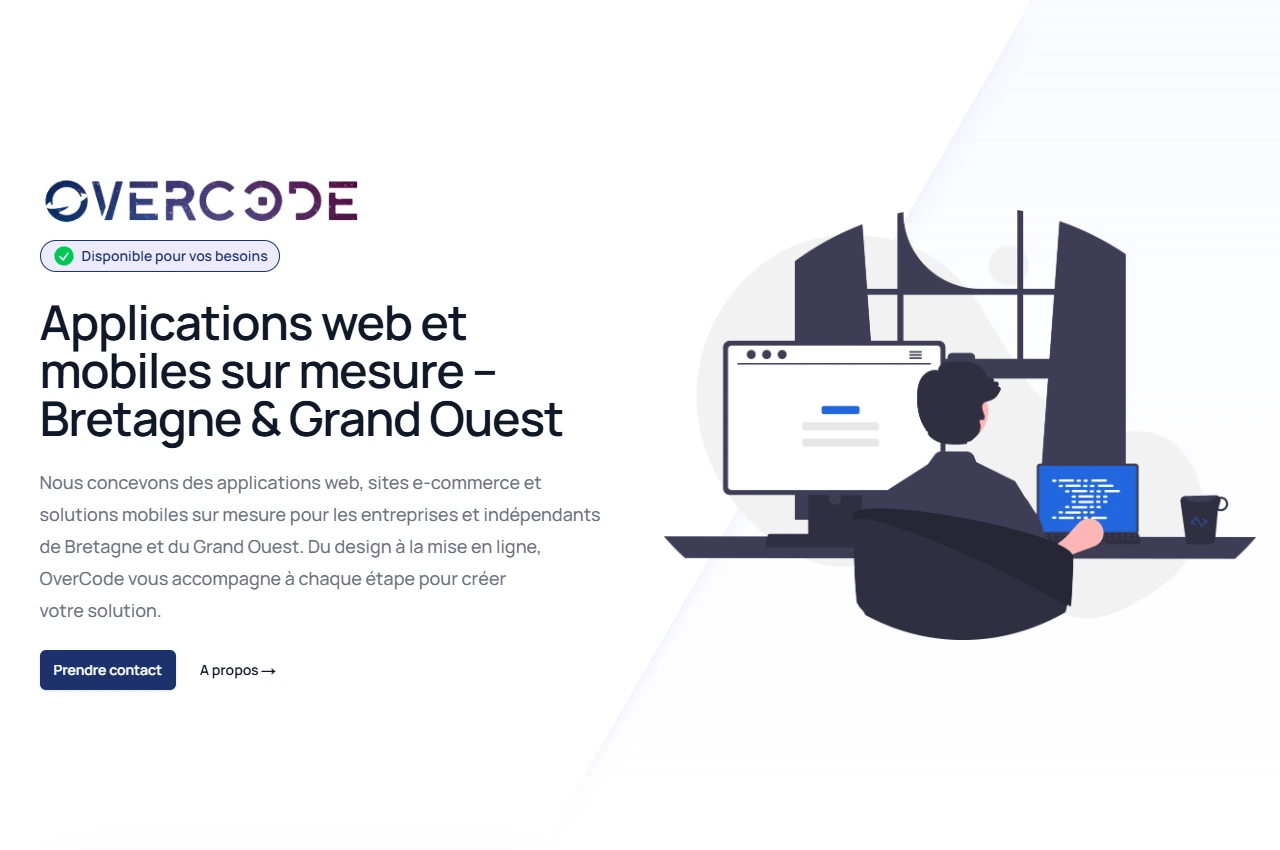 OVERCODE
Disponible pour vos besoins
Applications web et
mobiles sur mesure –
Bretagne & Grand Ouest
Nous concevons des applications web, sites e-commerce et
solutions mobiles sur mesure pour les entreprises et indépendants
de Bretagne et du Grand Ouest. Du design à la mise en ligne,
OverCode vous accompagne à chaque étape pour créer
votre solution.
Prendre contact
A propos →